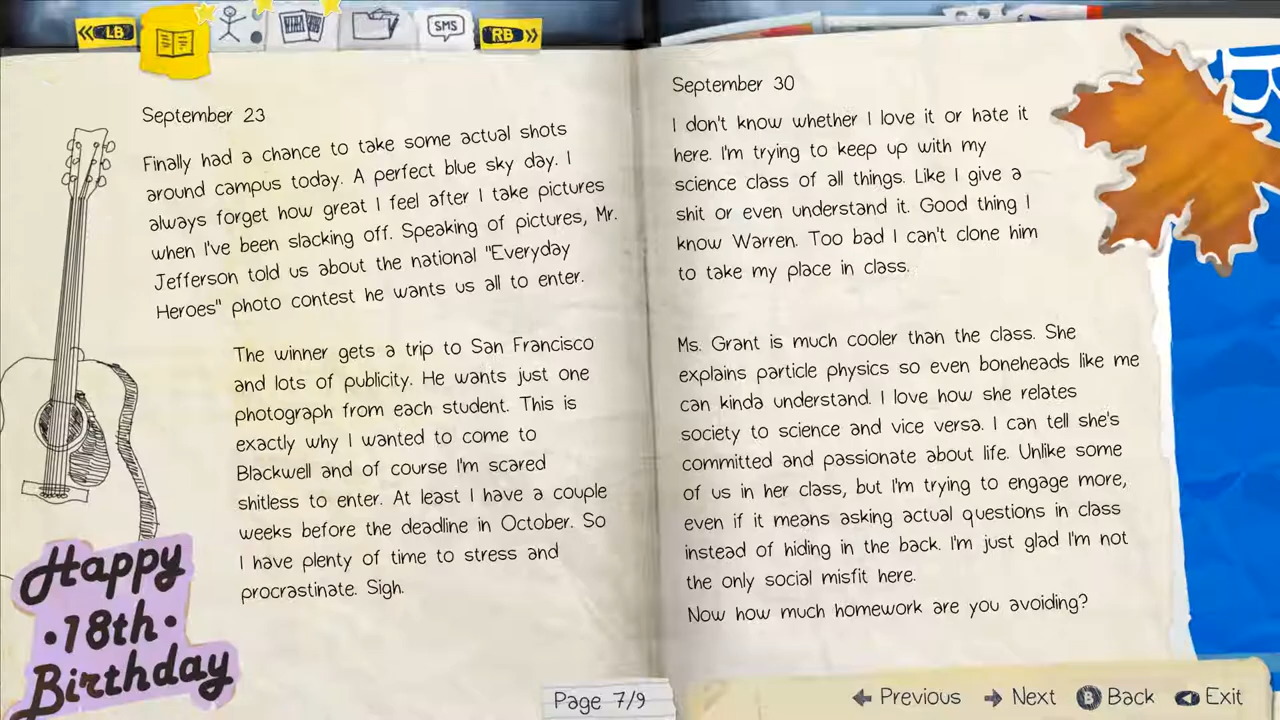 LB
SMS
RB
September 23
Finally had a chance to take some actual shots
around campus today. A perfect blue sky day. I
always forget how great I feel after I take pictures
when I've been slacking off. Speaking of pictures, Mr.
Jefferson told us about the national "Everyday
Heroes" photo contest he wants us all to enter.
The winner gets a trip to San Francisco
and lots of publicity. He wants just one
photograph from each student. This is
exactly why I wanted to come to
Blackwell and of course I'm scared
shitless to enter. At least I have a couple
weeks before the deadline in October. So
I have plenty of time to stress and
procrastinate. Sigh.
Happy
•18th•
Birthday
September 30
I don't know whether I love it or hate it
here. I'm trying to keep up with my
science class of all things. Like I give a
shit or even understand it. Good thing I
know Warren. Too bad I can't clone him
to take my place in class.
Ms. Grant is much cooler than the class. She
explains particle physics so even boneheads like me
can kinda understand. I love how she relates
society to science and vice versa. I can tell she's
committed and passionate about life. Unlike some
of us in her class, but I'm trying to engage more,
even if it means asking actual questions in class
instead of hiding in the back. I'm just glad I'm not
the only social misfit here.
Now how much homework are you avoiding?
B
Page 7/9
Previous Next B Back Exit